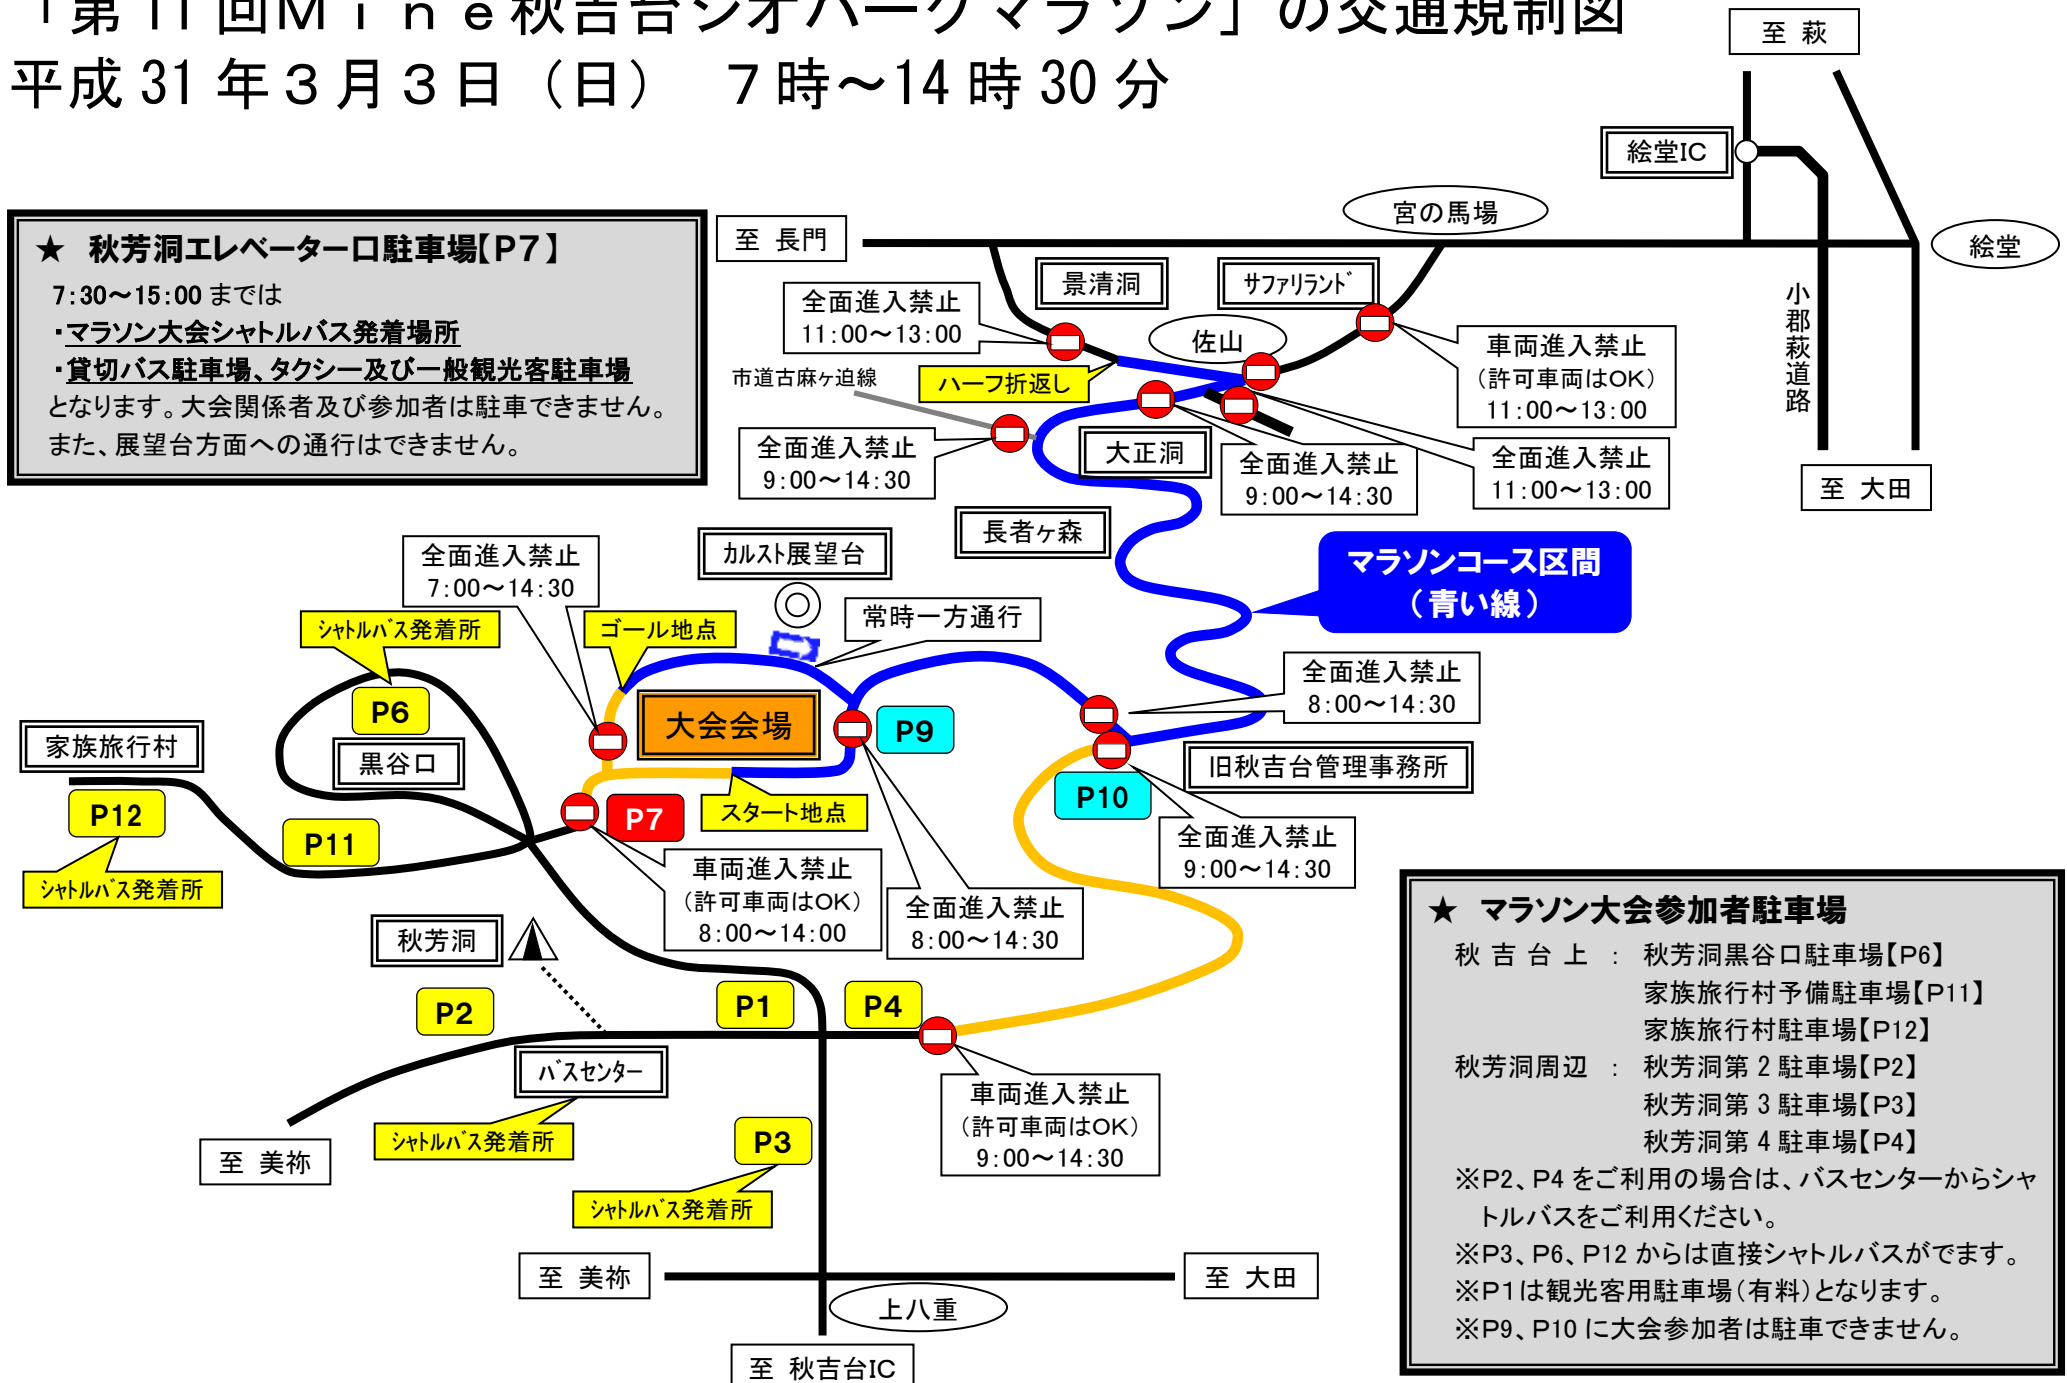 「第 11 回Ｍｉｎｅ秋吉台ジオパークマラソン」の交通規制図
平成 31 年３月３日（日）　７時～14 時 30 分
至 萩
絵堂IC
宮の馬場
至 長門
絵堂
小郡萩道路
至 大田
★　秋芳洞エレベーター口駐車場【P7】
7:30～15:00 までは
・マラソン大会シャトルバス発着場所
・貸切バス駐車場、タクシー及び一般観光客駐車場
となります。大会関係者及び参加者は駐車できません。
また、展望台方面への通行はできません。
景清洞
ｻﾌｧﾘﾗﾝﾄﾞ
全面進入禁止
11:00～13:00
佐山
車両進入禁止
(許可車両はOK)
11:00～13:00
市道古麻ヶ追線
ハーフ折返し
全面進入禁止
9:00～14:30
大正洞
全面進入禁止
9:00～14:30
全面進入禁止
11:00～13:00
長者ヶ森
マラソンコース区間
（青い線）
全面進入禁止
7:00～14:30
ｶﾙｽﾄ展望台
常時一方通行
ｼｬﾄﾙﾊﾞｽ発着所
ゴール地点
全面進入禁止
8:00～14:30
P6
大会会場
P9
家族旅行村
黒谷口
旧秋吉台管理事務所
P12
P11
P7
スタート地点
P10
ｼｬﾄﾙﾊﾞｽ発着所
車両進入禁止
(許可車両はOK)
8:00～14:00
全面進入禁止
8:00～14:30
全面進入禁止
9:00～14:30
秋芳洞
P2
P1
P4
ﾊﾞｽｾﾝﾀｰ
ｼｬﾄﾙﾊﾞｽ発着所
車両進入禁止
(許可車両はOK)
9:00～14:30
至 美祢
P3
ｼｬﾄﾙﾊﾞｽ発着所
至 美祢
至 大田
上八重
至 秋吉台IC
★　マラソン大会参加者駐車場
秋 吉 台 上　：　秋芳洞黒谷口駐車場【P6】
家族旅行村予備駐車場【P11】
家族旅行村駐車場【P12】
秋芳洞周辺　：　秋芳洞第 2 駐車場【P2】
秋芳洞第 3 駐車場【P3】
秋芳洞第 4 駐車場【P4】
※P2、P4 をご利用の場合は、バスセンターからシャ
トルバスをご利用ください。
※P3、P6、P12 からは直接シャトルバスがでます。
※P1は観光客用駐車場(有料)となります。
※P9、P10 に大会参加者は駐車できません。